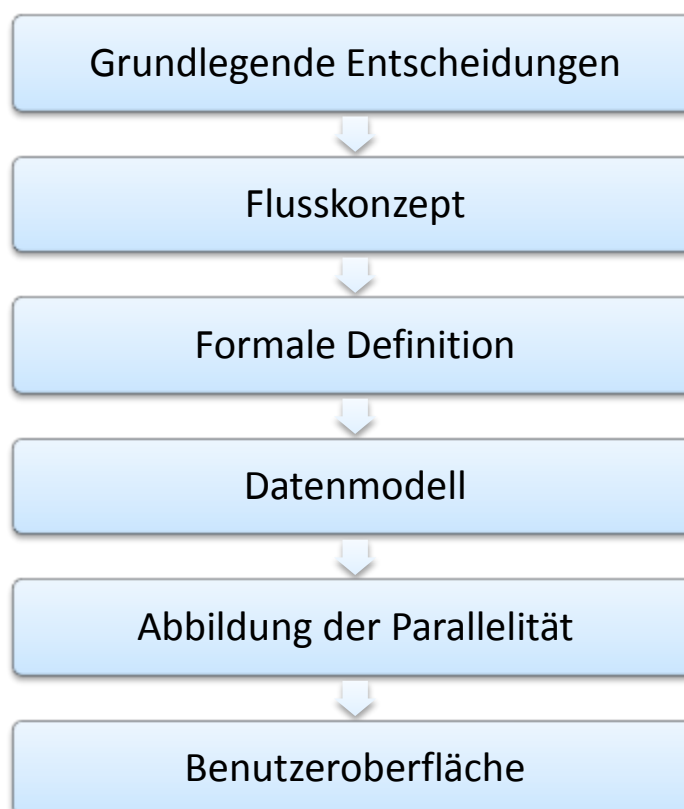 Grundlegende Entscheidungen
Flusskonzept
Formale Definition
Datenmodell
Abbildung der Parallelität
Benutzeroberfläche